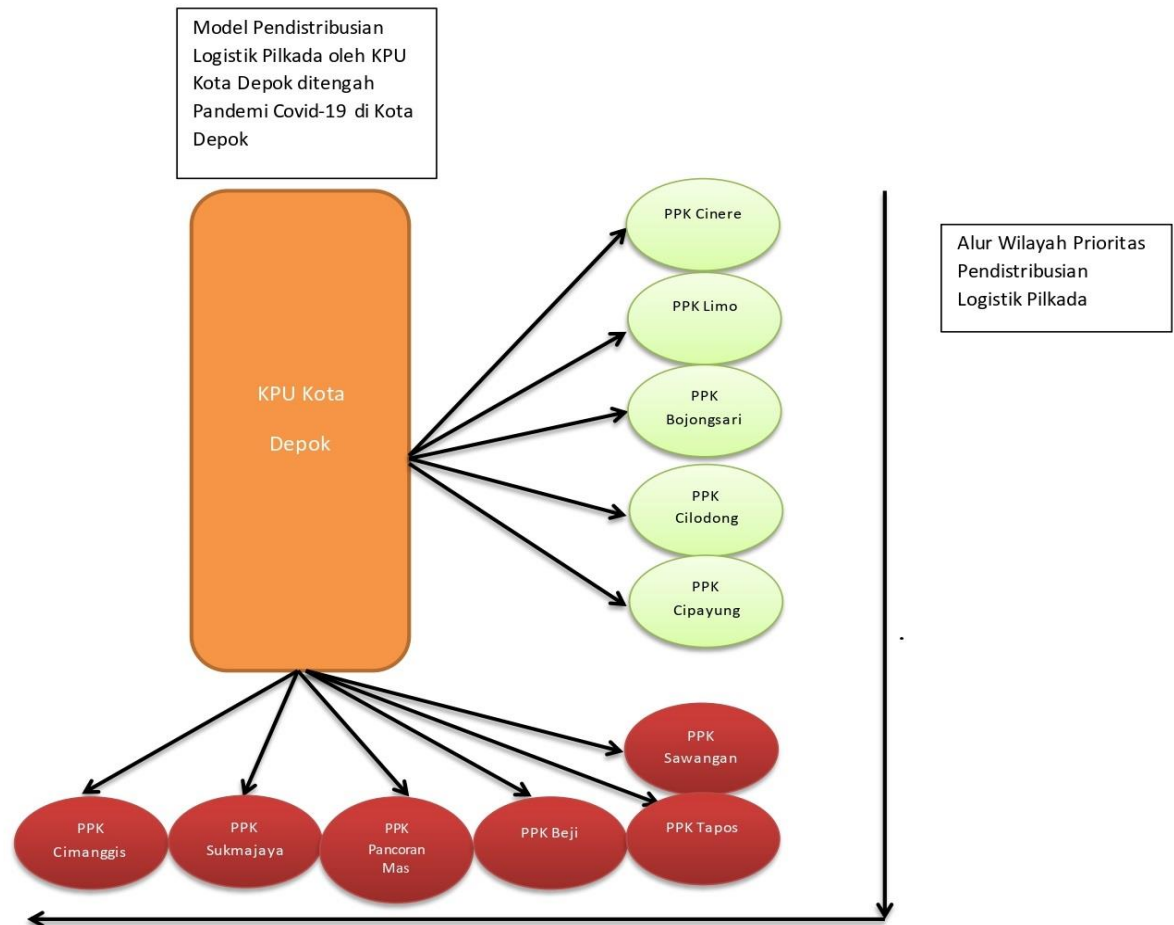 Model Pendistribusian
Logistik Pilkada oleh KPU
Kota Depok ditengah
Pandemi Covid-19 di Kota
Depok
PPK Cinere
Alur Wilayah Prioritas
Pendistribusian
Logistik Pilkada
PPK Limo
KPU Kota
Depok
PPK
Bojongsari
PPK
Cilodong
PPK
Cipayung
PPK
Sawangan
PPK
Cimanggis
PPK
Sukmajaya
PPK
Pancoran
Mas
PPK Beji
PPK Tapos